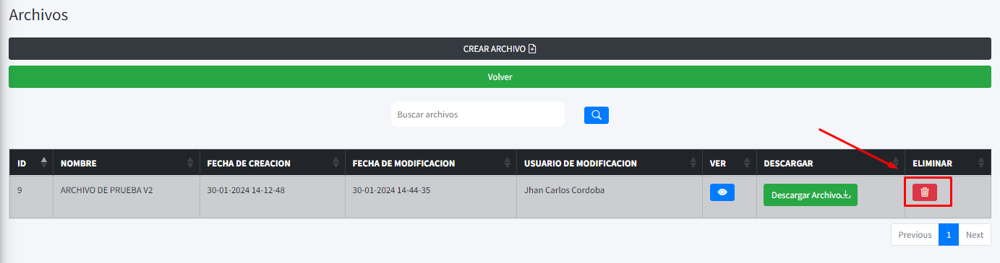 Archivos
CREAR ARCHIVO
Volver
Buscar archivos
ID NOMBRE FECHA DE CREACION FECHA DE MODIFICACION USUARIO DE MODIFICACION VER DESCARGAR ELIMINAR
9 ARCHIVO DE PRUEBA V2 30-01-2024 14-12-48 30-01-2024 14-44-35 Jhan Carlos Cordoba Descargar Archivo
Previous 1 Next